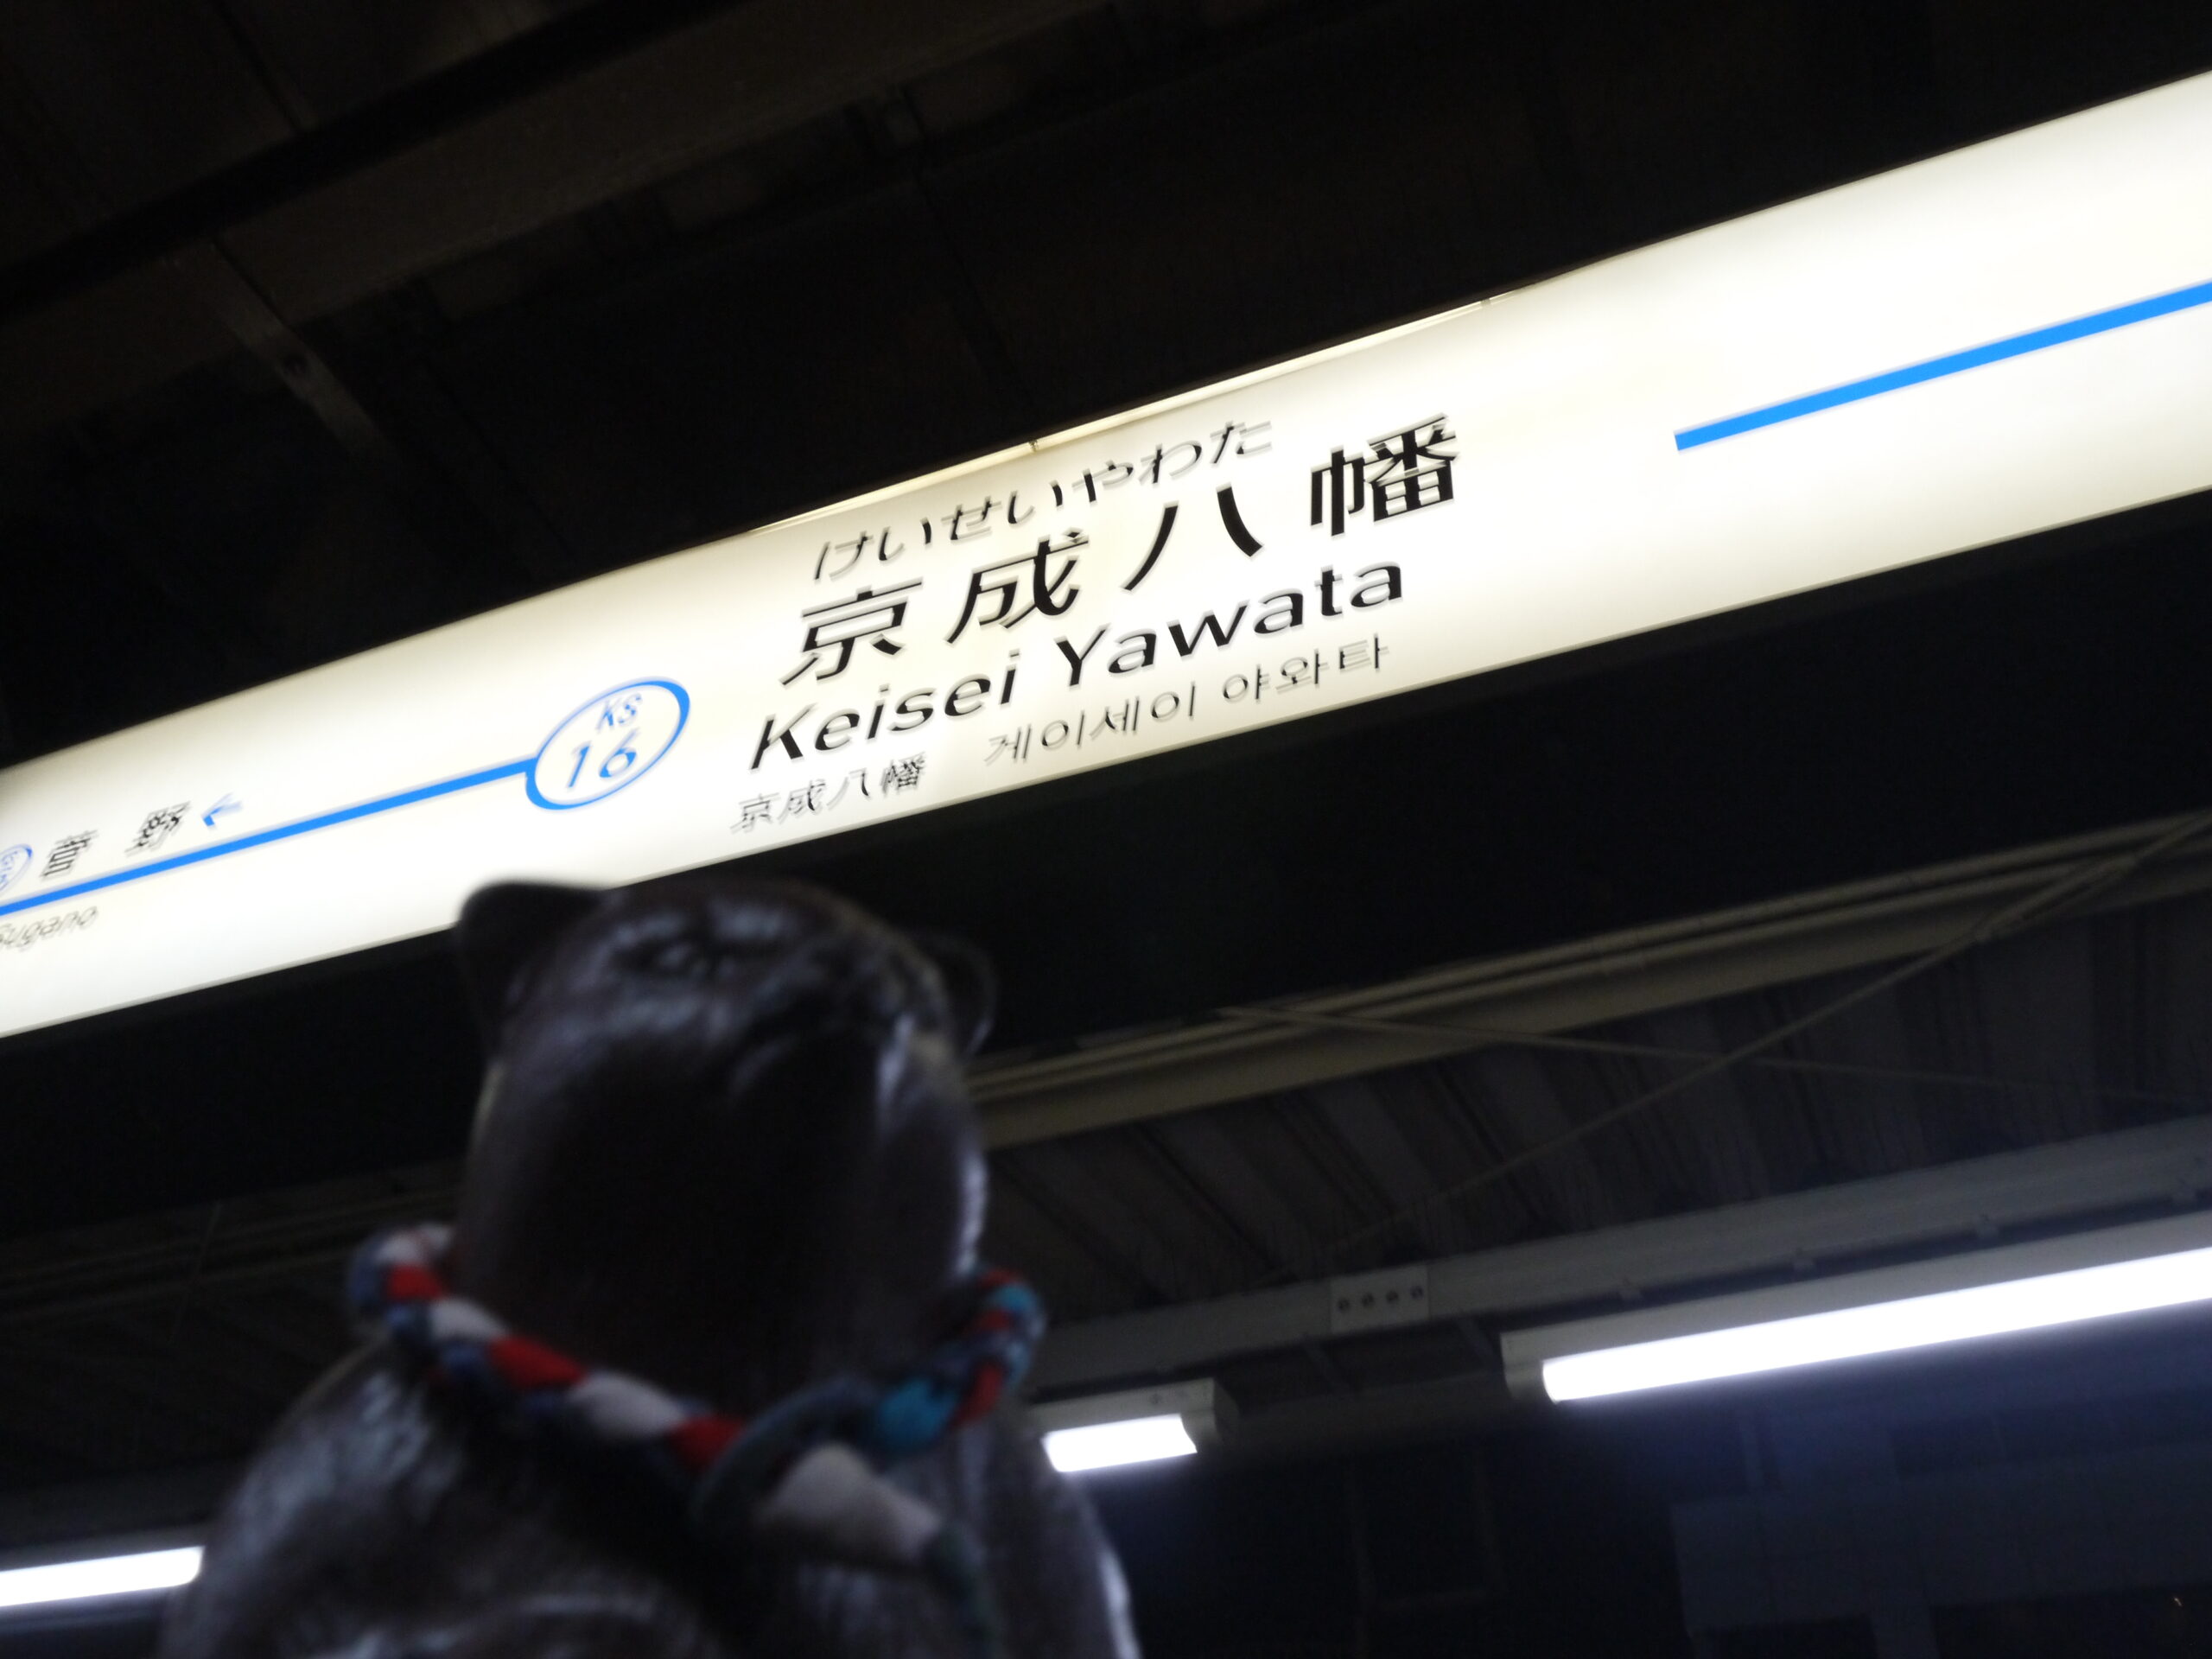 けいせいやわた
京成八幡
Keisei Yawata
京成八幡 게이세이 야와타
KS
16
菅野
Sugano